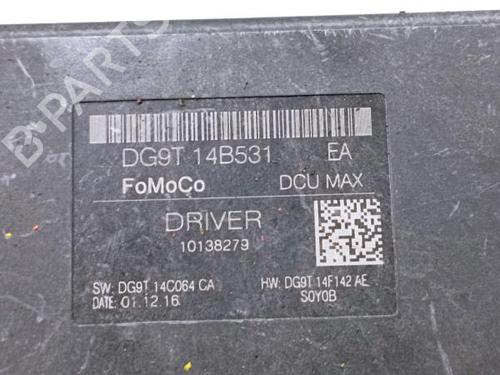 B-PARTS
DG9T 14B531 EA
FoMoCo DCU MAX
DRIVER
10138279
SW: DG9T 14C064 CA HW: DG9T 14F142 AE
DATE: 01.12.16 S0Y0B